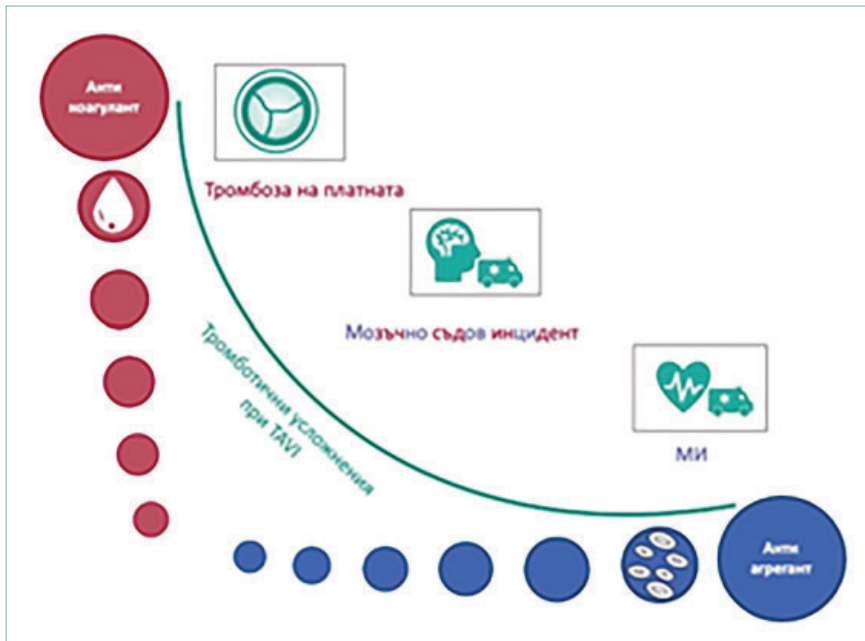 Анти
коагулант
Тромбоза на платната
Мозъчно съдов инцидент
Тромботични усложнения
при TAVI
МИ
Анти
агрегант